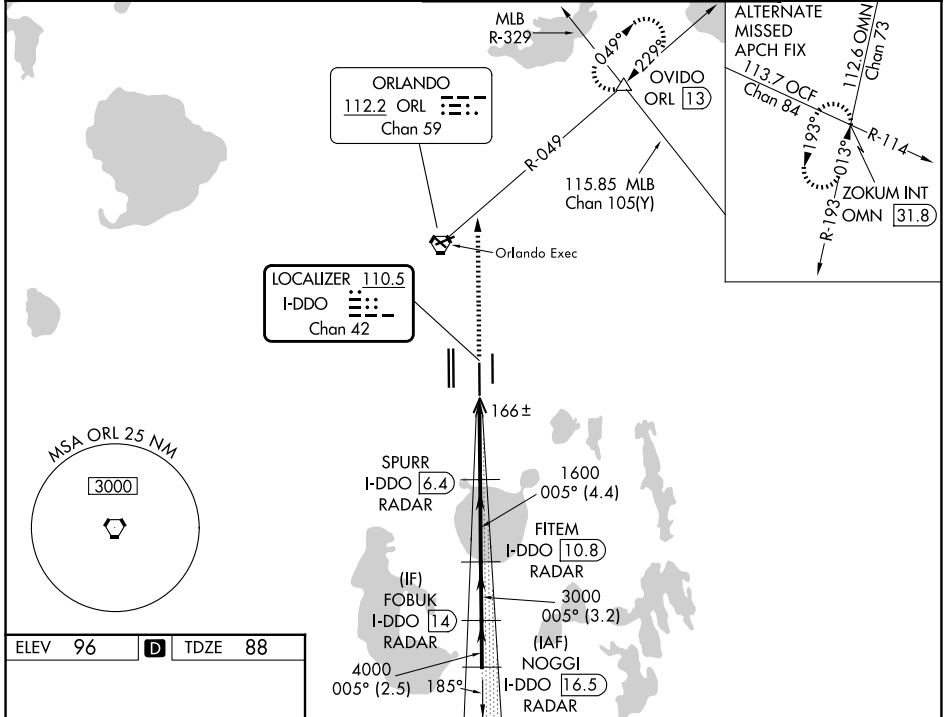 MLB
R-329
049°
229°
OVIDO
ORL 13
ALTERNATE
MISSED
APCH FIX
112.6 OMN
Chan 73
113.7 OCF
Chan 84
193°
013°
R-114
R-193
ZOKUM INT
OMN 31.8
ORLANDO
112.2 ORL
Chan 59
R-049
115.85 MLB
Chan 105(Y)
Orlando Exec
LOCALIZER 110.5
I-DDO
Chan 42
166±
MSA ORL 25 NM
3000
SPURR
I-DDO 6.4
RADAR
1600
005° (4.4)
FITEM
I-DDO 10.8
RADAR
(IF)
FOBUK
I-DDO 14
RADAR
3000
005° (3.2)
(IAF)
NOGGI
I-DDO 16.5
RADAR
4000
005° (2.5)
185°
ELEV 96 D TDZE 88